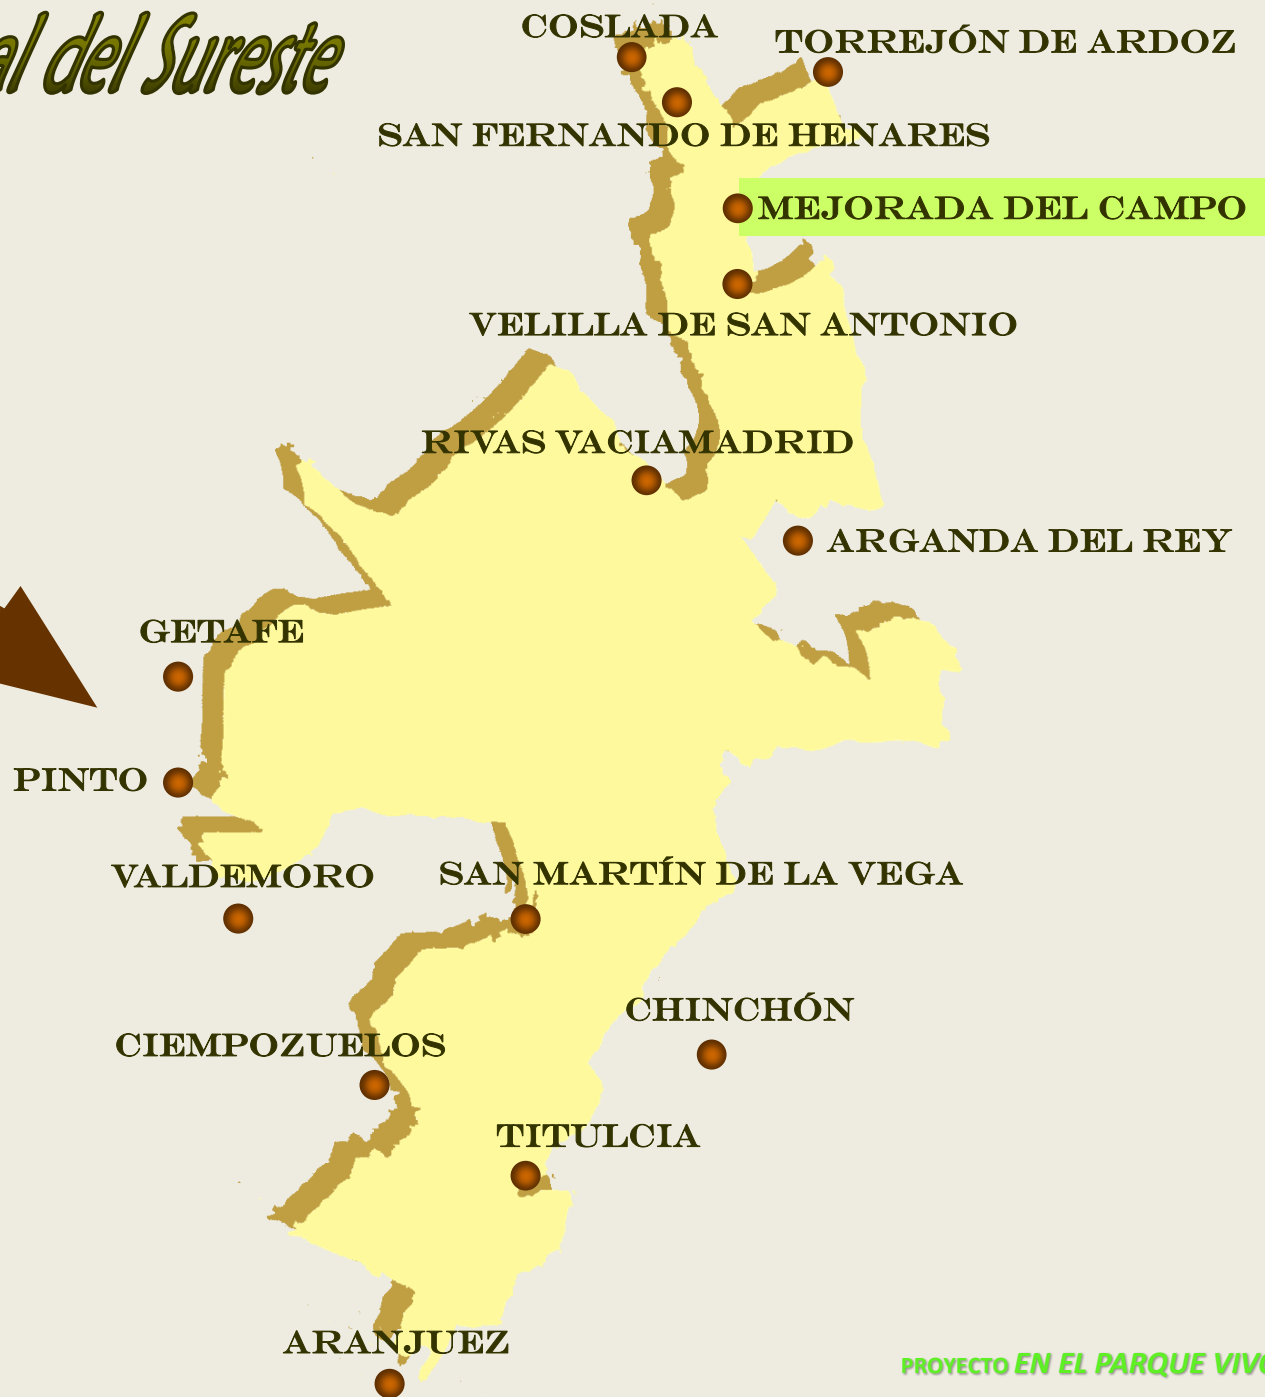 al del Sureste
COSLADA
TORREJÓN DE ARDOZ
SAN FERNANDO DE HENARES
MEJORADA DEL CAMPO
VELILLA DE SAN ANTONIO
RIVAS VACIAMADRID
ARGANDA DEL REY
GETAFE
PINTO
VALDEMORO
SAN MARTÍN DE LA VEGA
CHINCHÓN
CIEMPOZUELOS
TITULCIA
ARANJUEZ
PROYECTO EN EL PARQUE VIVO